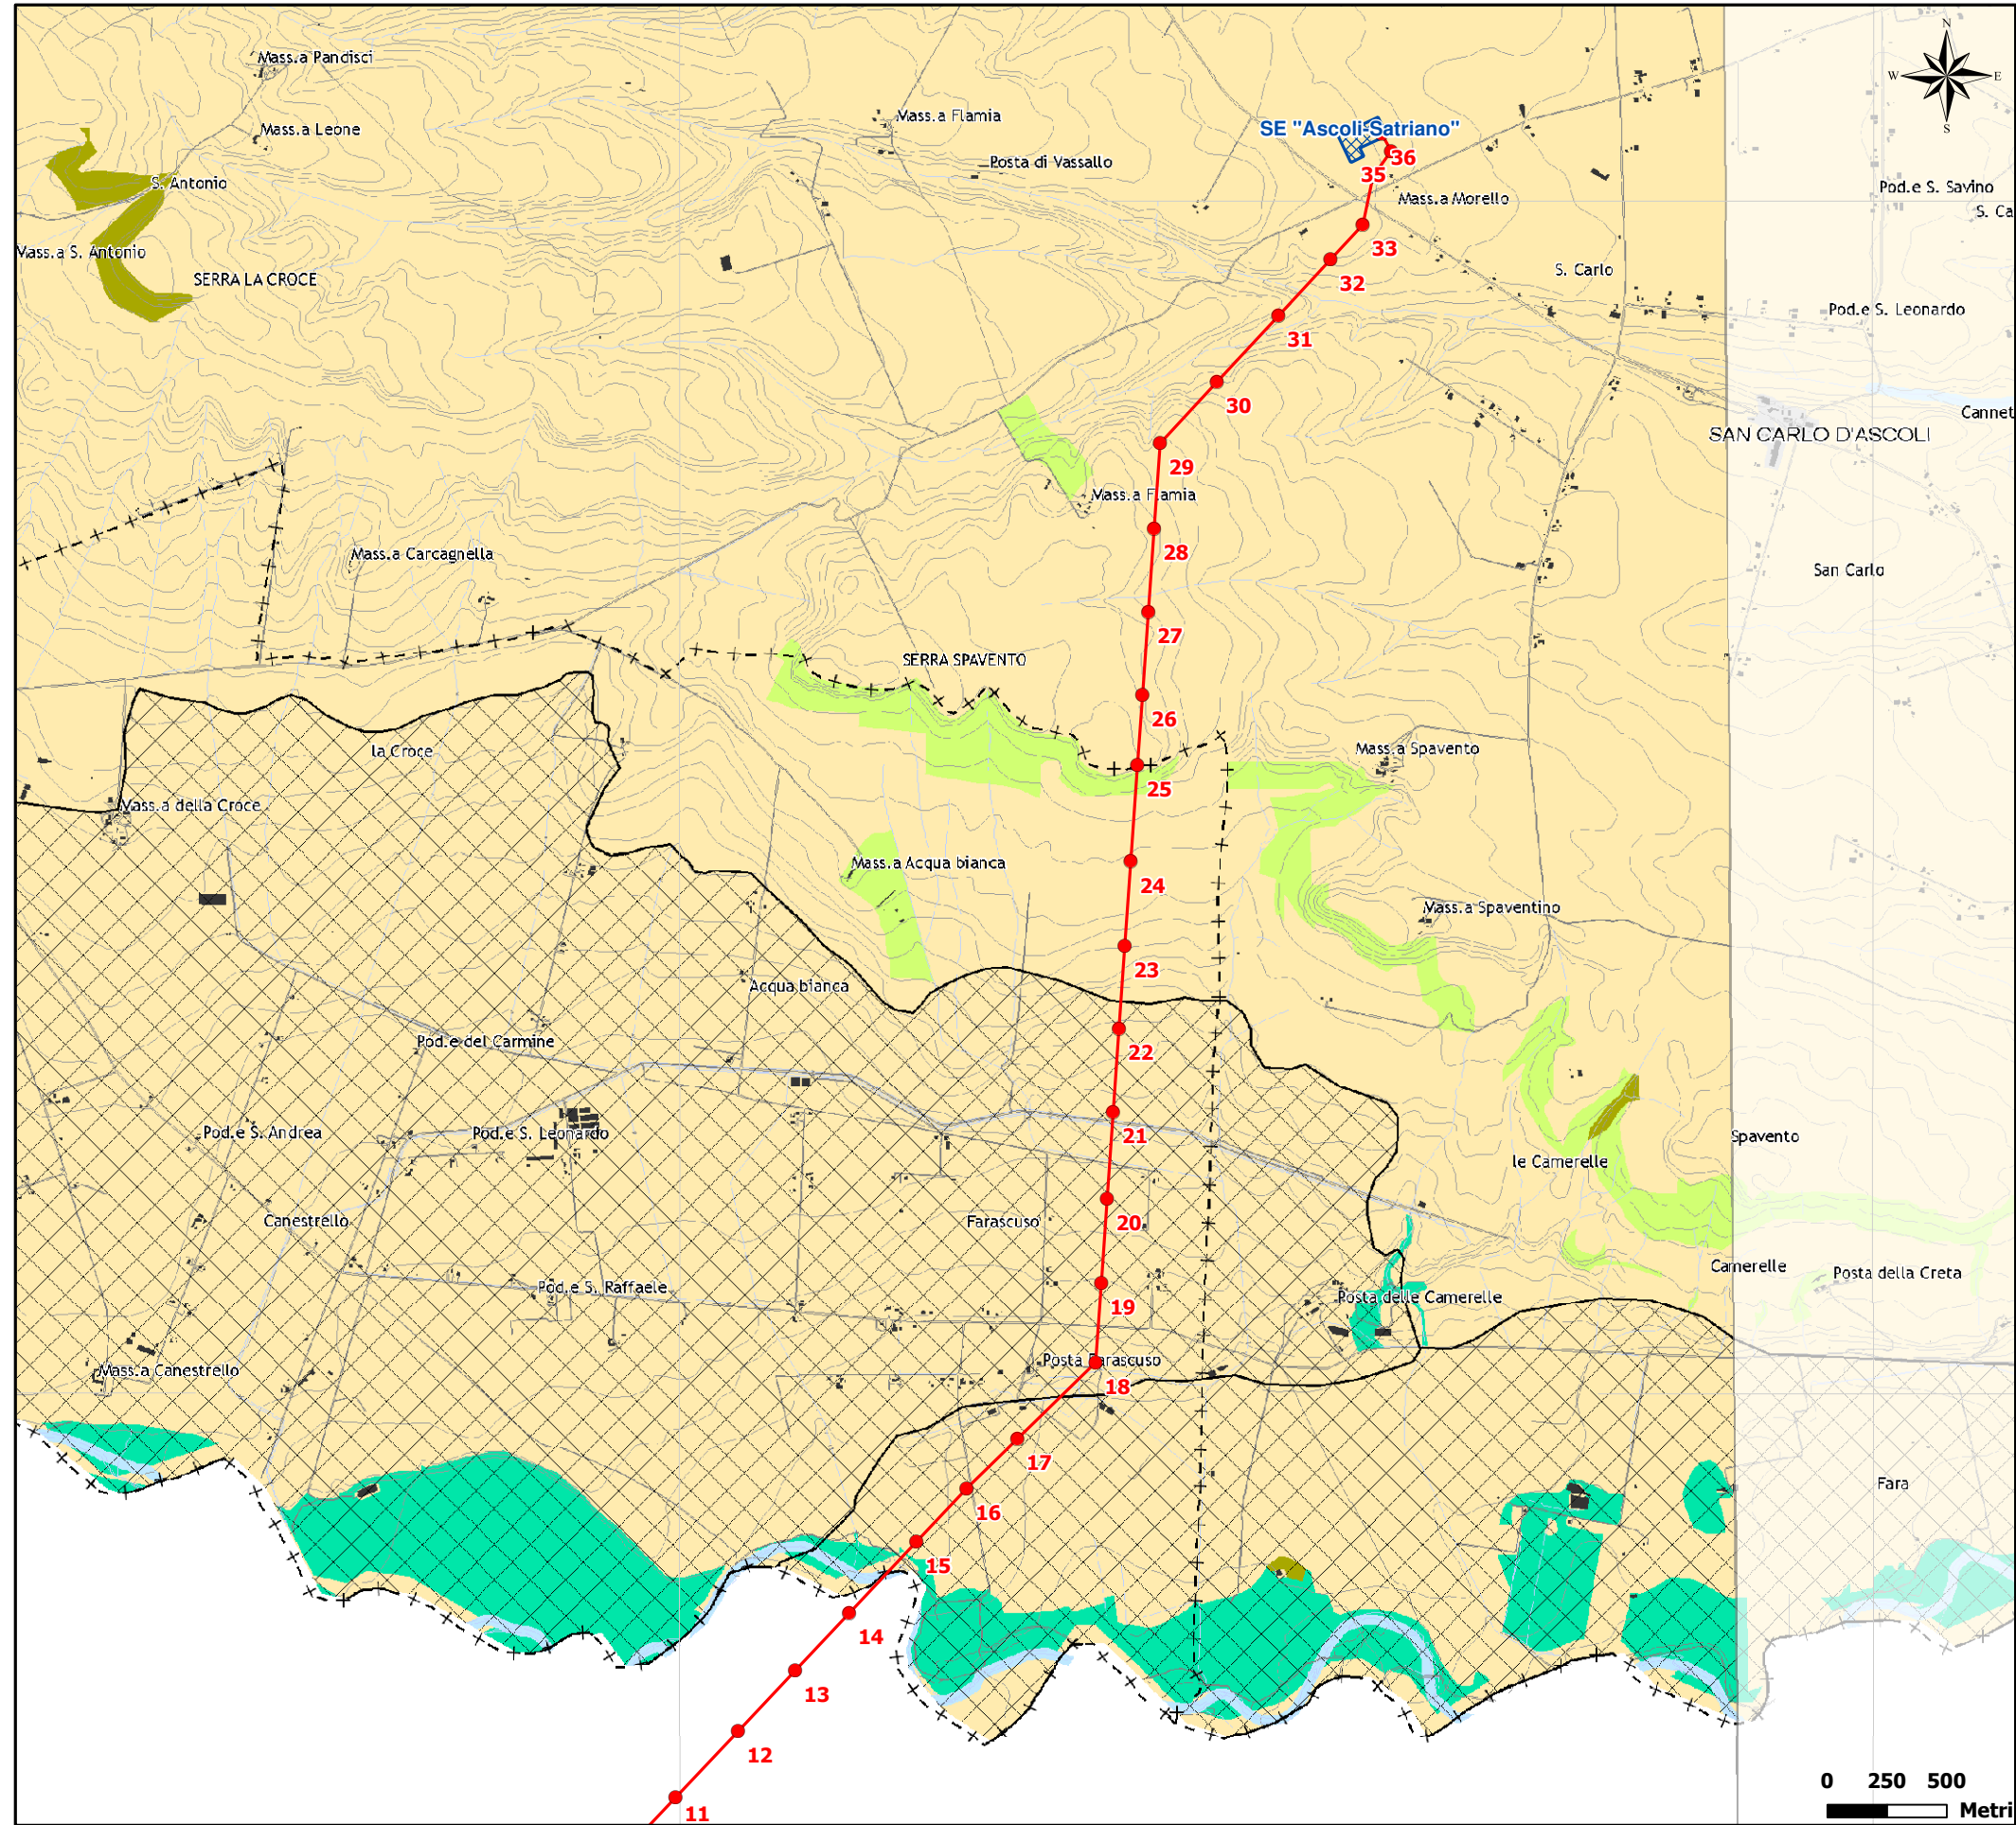 N
W
E
S
Mass.a Pandisci
Mass.a Flamia
Mass.a Leone
SE "Ascoli-Satriano"
36
Posta di Vassallo
35
S. Antonio
Pod.e S. Savino
Mass.a Morello
S. Ca
33
Mass.a S. Antonio
32
S. Carlo
SERRA LA CROCE
Pod.e S. Leonardo
31
30
Cannet
SAN CARLO D'ASCOLI
29
Mass.a Flamia
28
Mass.a Carcagnella
San Carlo
27
SERRA SPAVENTO
26
la Croce
Mass.a Spavento
25
Mass.a della Croce
Mass.a Acqua bianca
24
Mass.a Spaventino
23
Acqua bianca
Pod.e del Carmine
22
Pod.e S. Andrea
Pod.e S. Leonardo
21
Spavento
le Camerelle
Canestrello
Farascuso
20
Camerelle
Posta della Creta
Pod.e S. Raffaele
Posta delle Camerelle
19
Posta Farascuso
Mass.a Canestrello
18
17
Fara
16
15
14
13
12
11
0 250 500
Metri